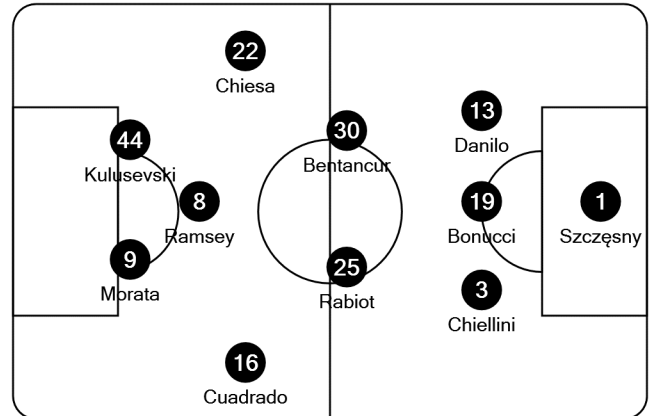 22
Chiesa
44
Kulusevski
30
Bentancur
13
Danilo
8
Ramsey
19
Bonucci
1
Szczęsny
9
Morata
25
Rabiot
3
Chiellini
16
Cuadrado